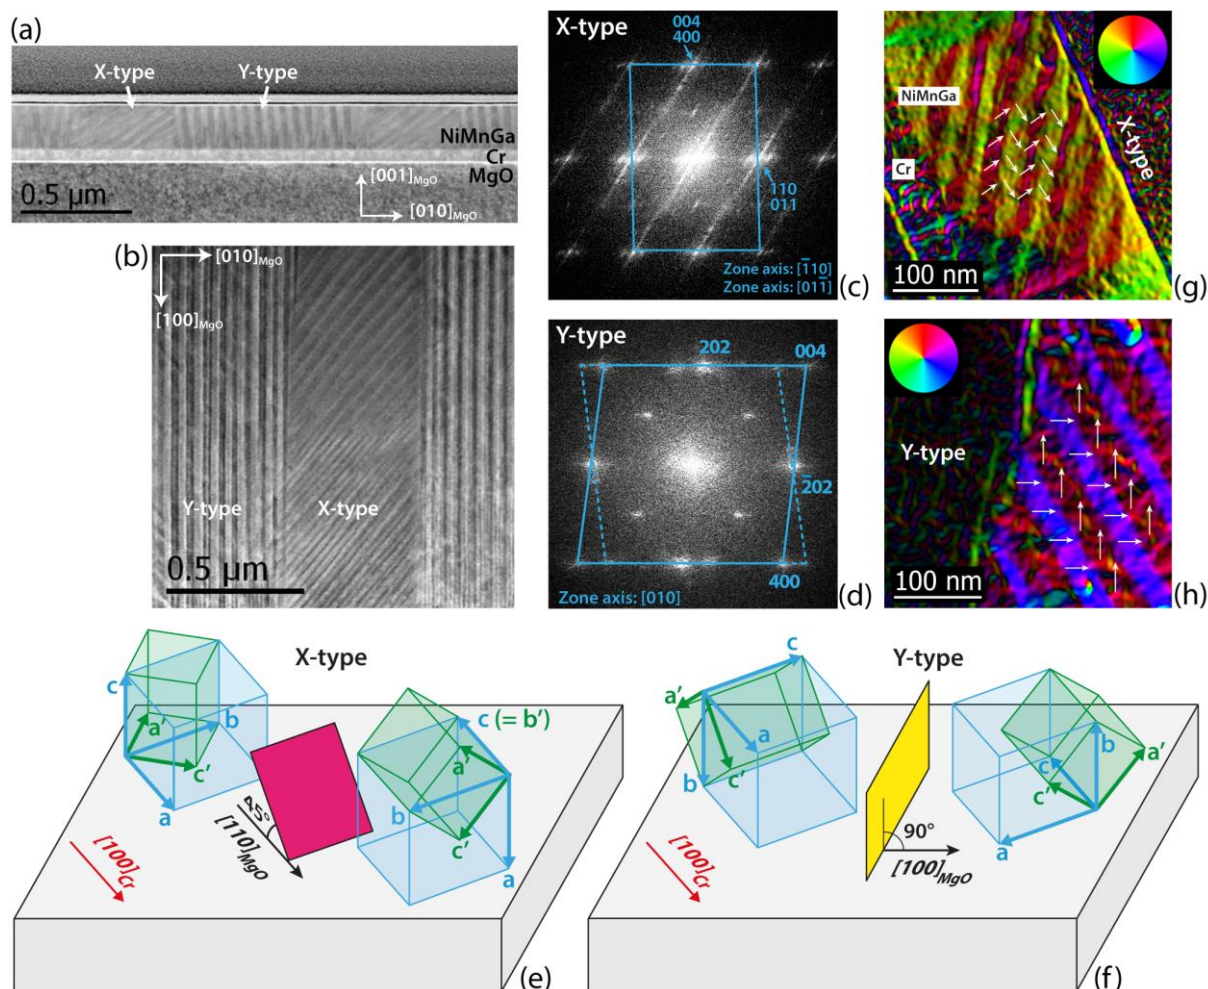 (a)
X-type
Y-type
NiMnGa
Cr
MgO
[001]MgO
[010]MgO
0.5 µm
(b)
[010]MgO
[100]MgO
Y-type
X-type
0.5 µm
X-type
004
400
110
011
Zone axis: [1̄10]
Zone axis: [011̄]
(c)
Y-type
202
004
2̄02
400
Zone axis: [010]
(d)
NiMnGa
Cr
X-type
100 nm
(g)
Y-type
100 nm
(h)
X-type
c
a'
b
c'
a
45°
[110]MgO
c (= b')
a'
b
c'
a
[100]Cr
(e)
Y-type
c
a'
a
b
c'
90°
[100]MgO
b
a'
c
c'
a
[100]Cr
(f)